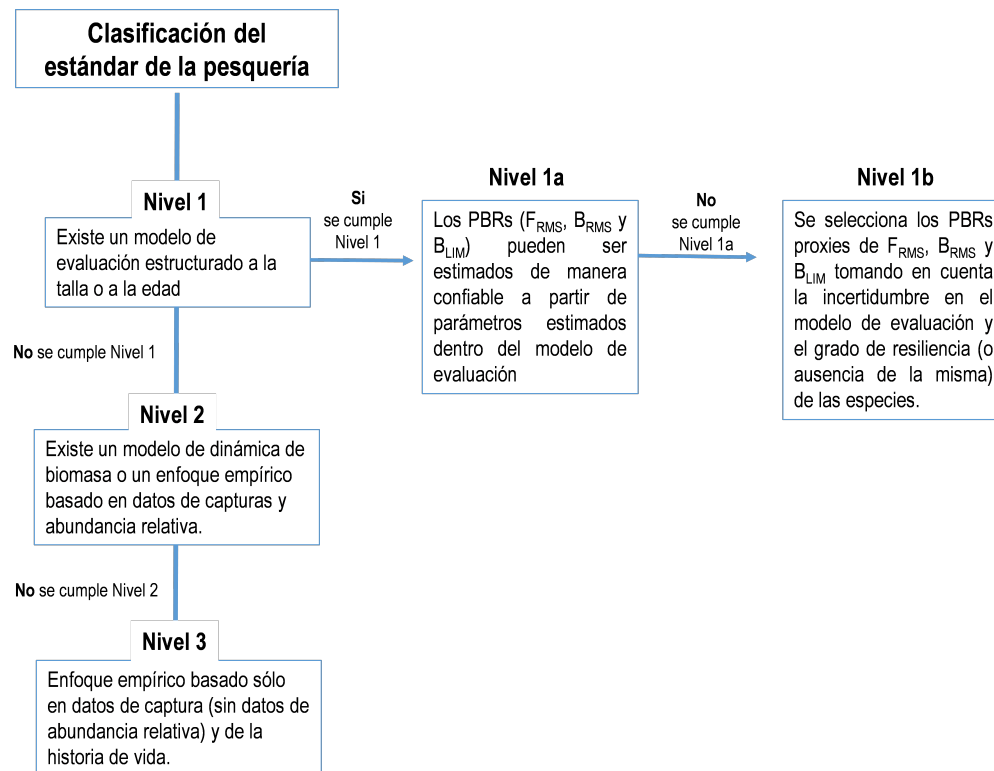 Clasificación del
estándar de la pesquería
Nivel 1
Existe un modelo de
evaluación estructurado a la
talla o a la edad
Si
se cumple
Nivel 1
Nivel 1a
Los PBRs (F_RMS, B_RMS y
B_LIM) pueden ser
estimados de manera
confiable a partir de
parámetros estimados
dentro del modelo de
evaluación
No
se cumple
Nivel 1a
Nivel 1b
Se selecciona los PBRs
proxies de F_RMS, B_RMS y
B_LIM tomando en cuenta
la incertidumbre en el
modelo de evaluación y
el grado de resiliencia (o
ausencia de la misma)
de las especies.
No se cumple Nivel 1
Nivel 2
Existe un modelo de dinámica de
biomasa o un enfoque empírico
basado en datos de capturas y
abundancia relativa.
No se cumple Nivel 2
Nivel 3
Enfoque empírico basado sólo
en datos de captura (sin datos de
abundancia relativa) y de la
historia de vida.